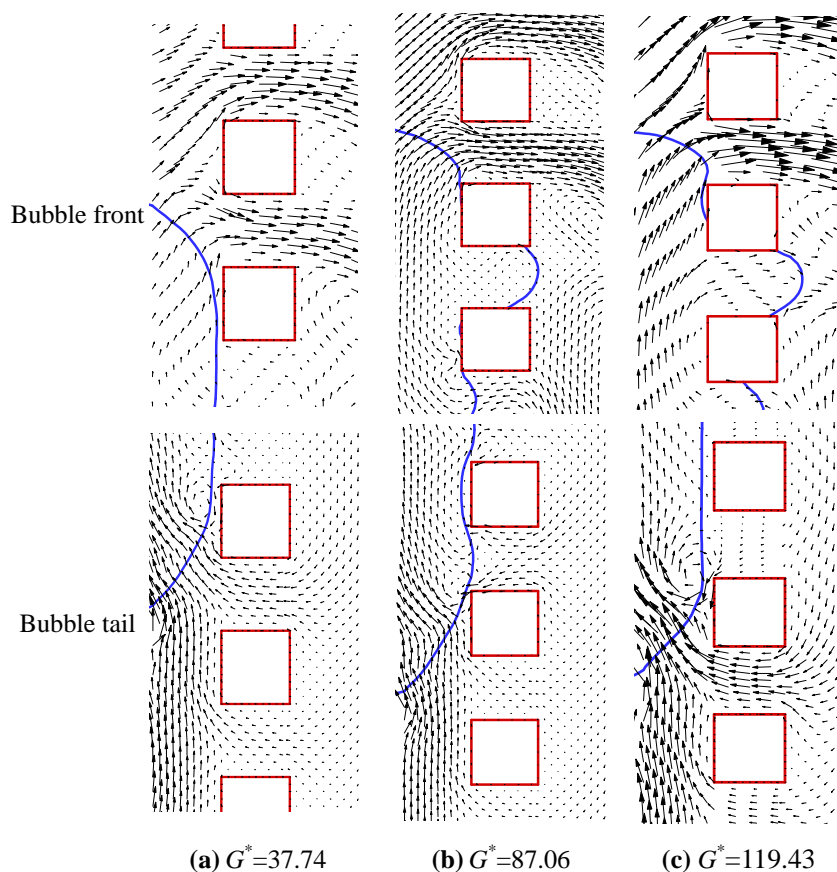 Bubble front
Bubble tail
(a) G*=37.74
(b) G*=87.06
(c) G*=119.43